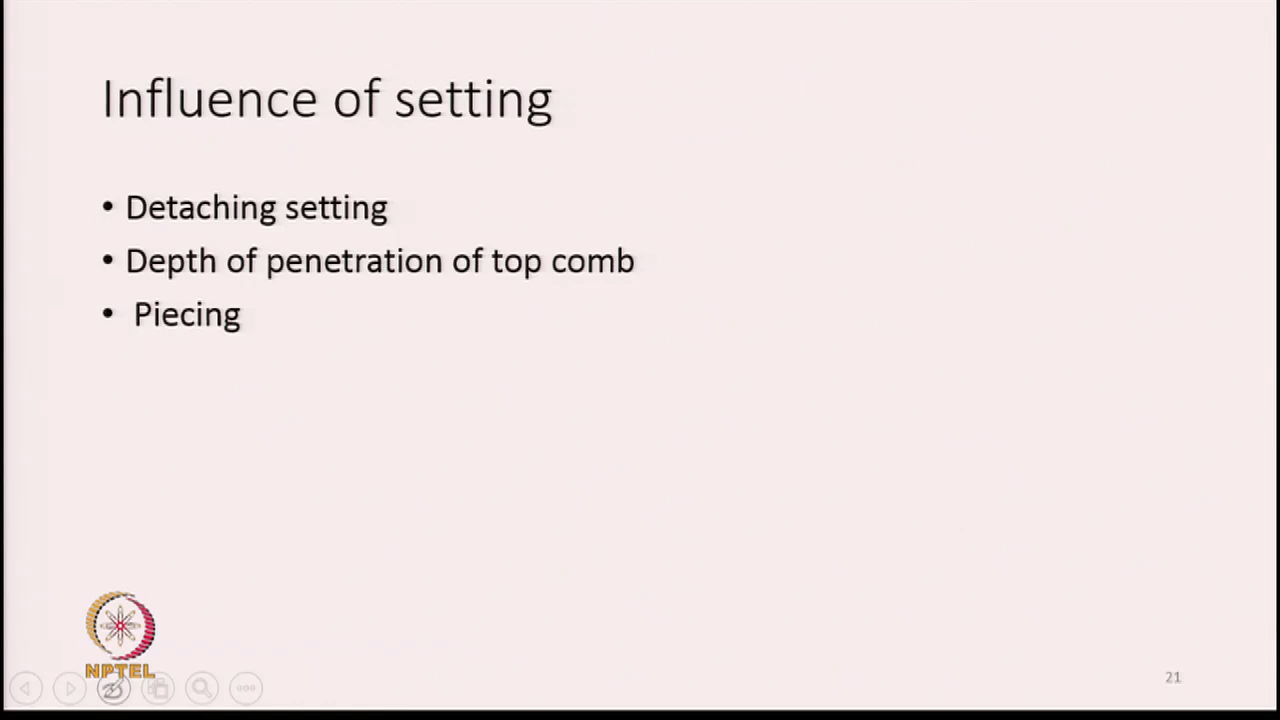 Influence of setting
• Detaching setting
• Depth of penetration of top comb
• Piecing
NPTEL
21